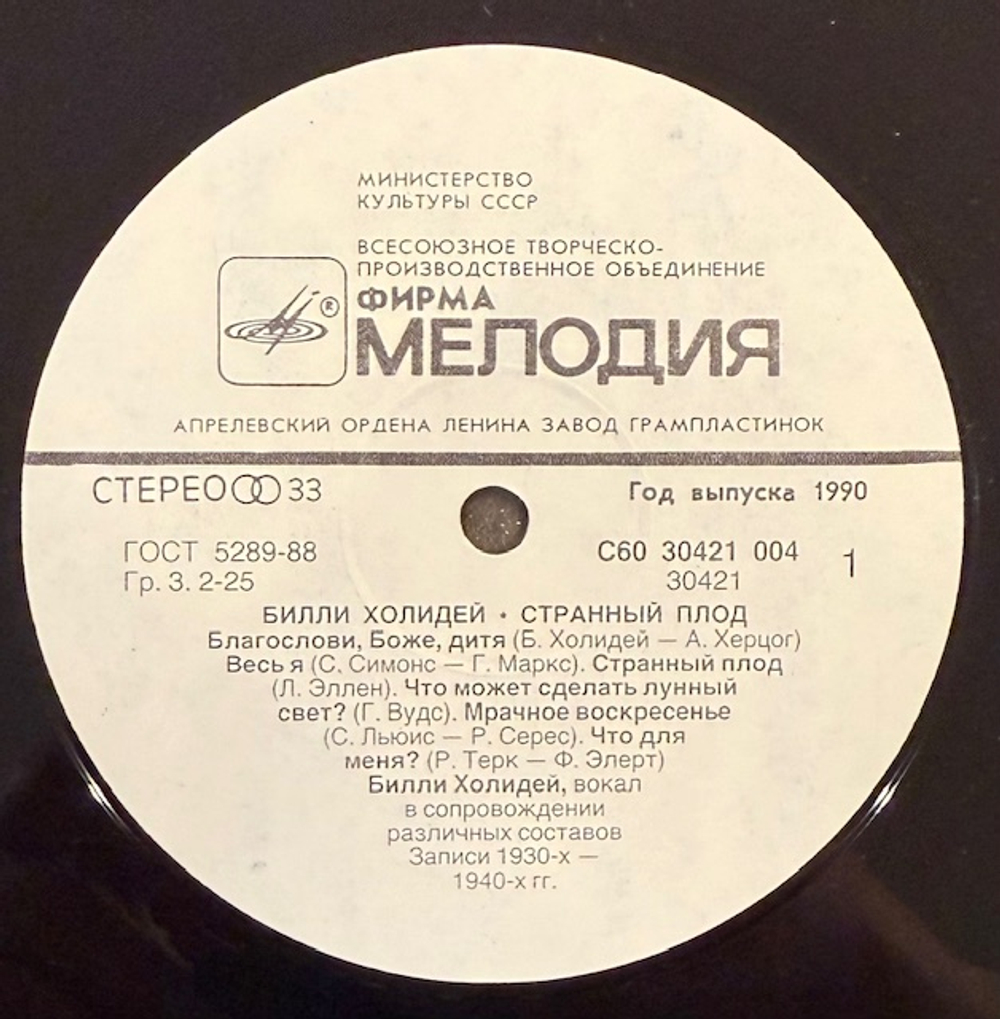 МИНИСТЕРСТВО
КУЛЬТУРЫ СССР
ВСЕСОЮЗНОЕ ТВОРЧЕСКО-
ПРОИЗВОДСТВЕННОЕ ОБЪЕДИНЕНИЕ
ФИРМА
МЕЛОДИЯ
®
АПРЕЛЕВСКИЙ ОРДЕНА ЛЕНИНА ЗАВОД ГРАМПЛАСТИНОК
СТЕРЕО 33
Год выпуска 1990
ГОСТ 5289-88
Гр. 3. 2-25
С60 30421 004
30421
1
БИЛЛИ ХОЛИДЕЙ • СТРАННЫЙ ПЛОД
Благослови, Боже, дитя (Б. Холидей — А. Херцог)
Весь я (С. Симонс — Г. Маркс). Странный плод
(Л. Эллен). Что может сделать лунный
свет? (Г. Вудс). Мрачное воскресенье
(С. Льюис — Р. Серес). Что для
меня? (Р. Терк — Ф. Элерт)
Билли Холидей, вокал
в сопровождении
различных составов
Записи 1930-х —
1940-х гг.